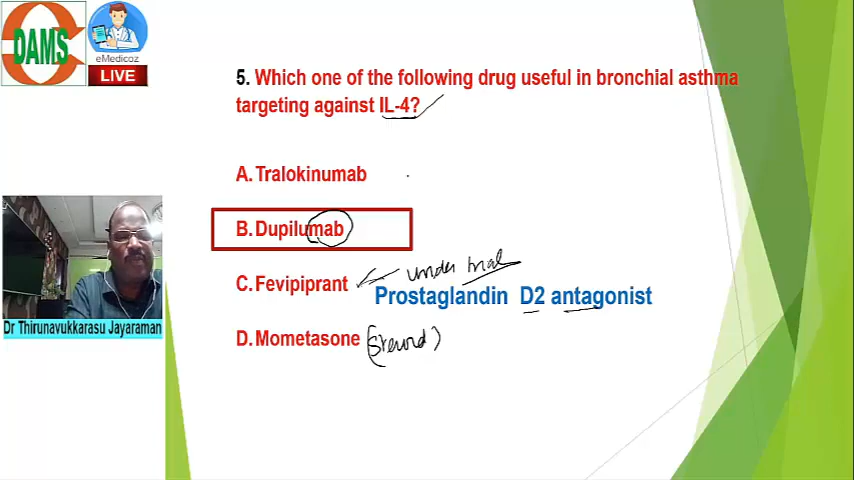 DAMS
eMedicoz
LIVE
5. Which one of the following drug useful in bronchial asthma
targeting against IL-4?
A. Tralokinumab
B. Dupilumab
C. Fevipiprant
under trial
Prostaglandin D2 antagonist
D. Mometasone (Steroid)
Dr Thirunavukkarasu Jayaraman